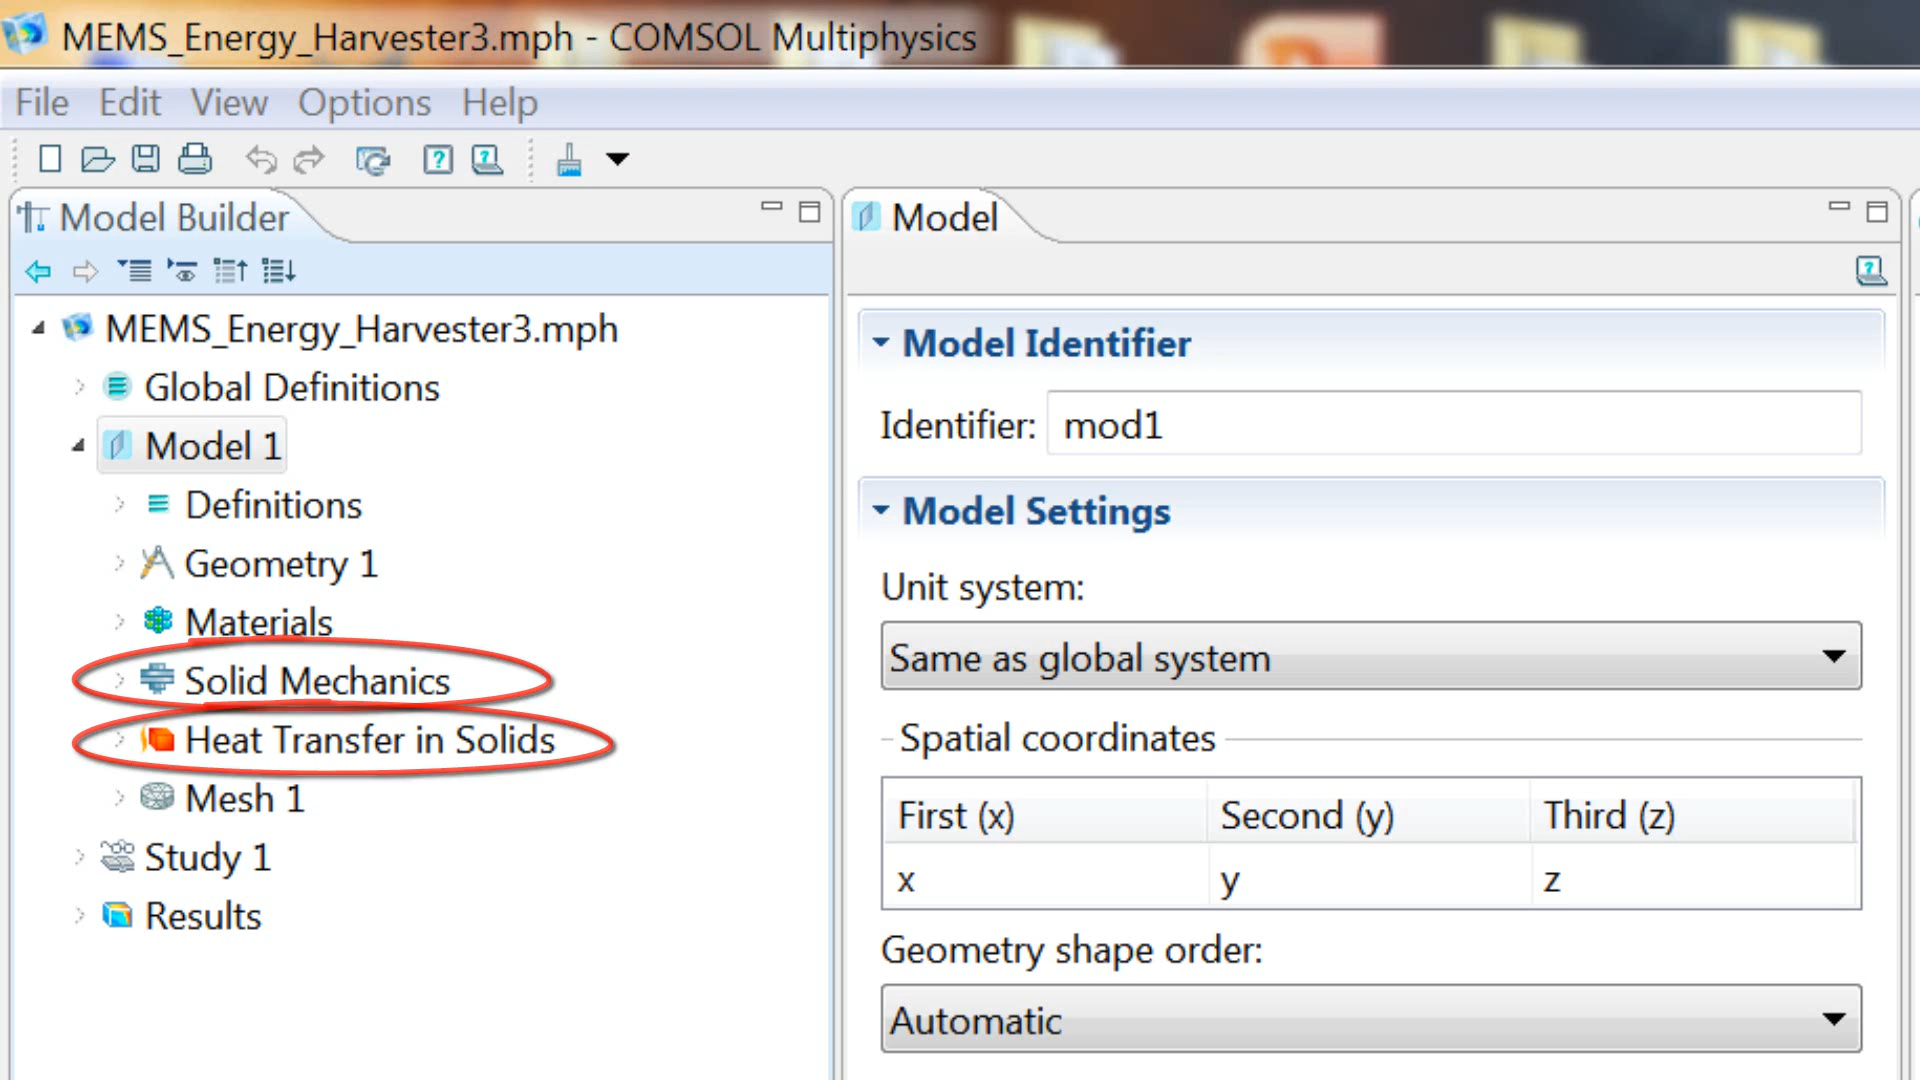 MEMS_Energy_Harvester3.mph - COMSOL Multiphysics
File Edit View Options Help
Model Builder
Model
MEMS_Energy_Harvester3.mph
Global Definitions
Model 1
Definitions
Geometry 1
Materials
Solid Mechanics
Heat Transfer in Solids
Mesh 1
Study 1
Results
Model Identifier
Identifier: mod1
Model Settings
Unit system:
Same as global system
Spatial coordinates
First (x) Second (y) Third (z)
x y z
Geometry shape order:
Automatic